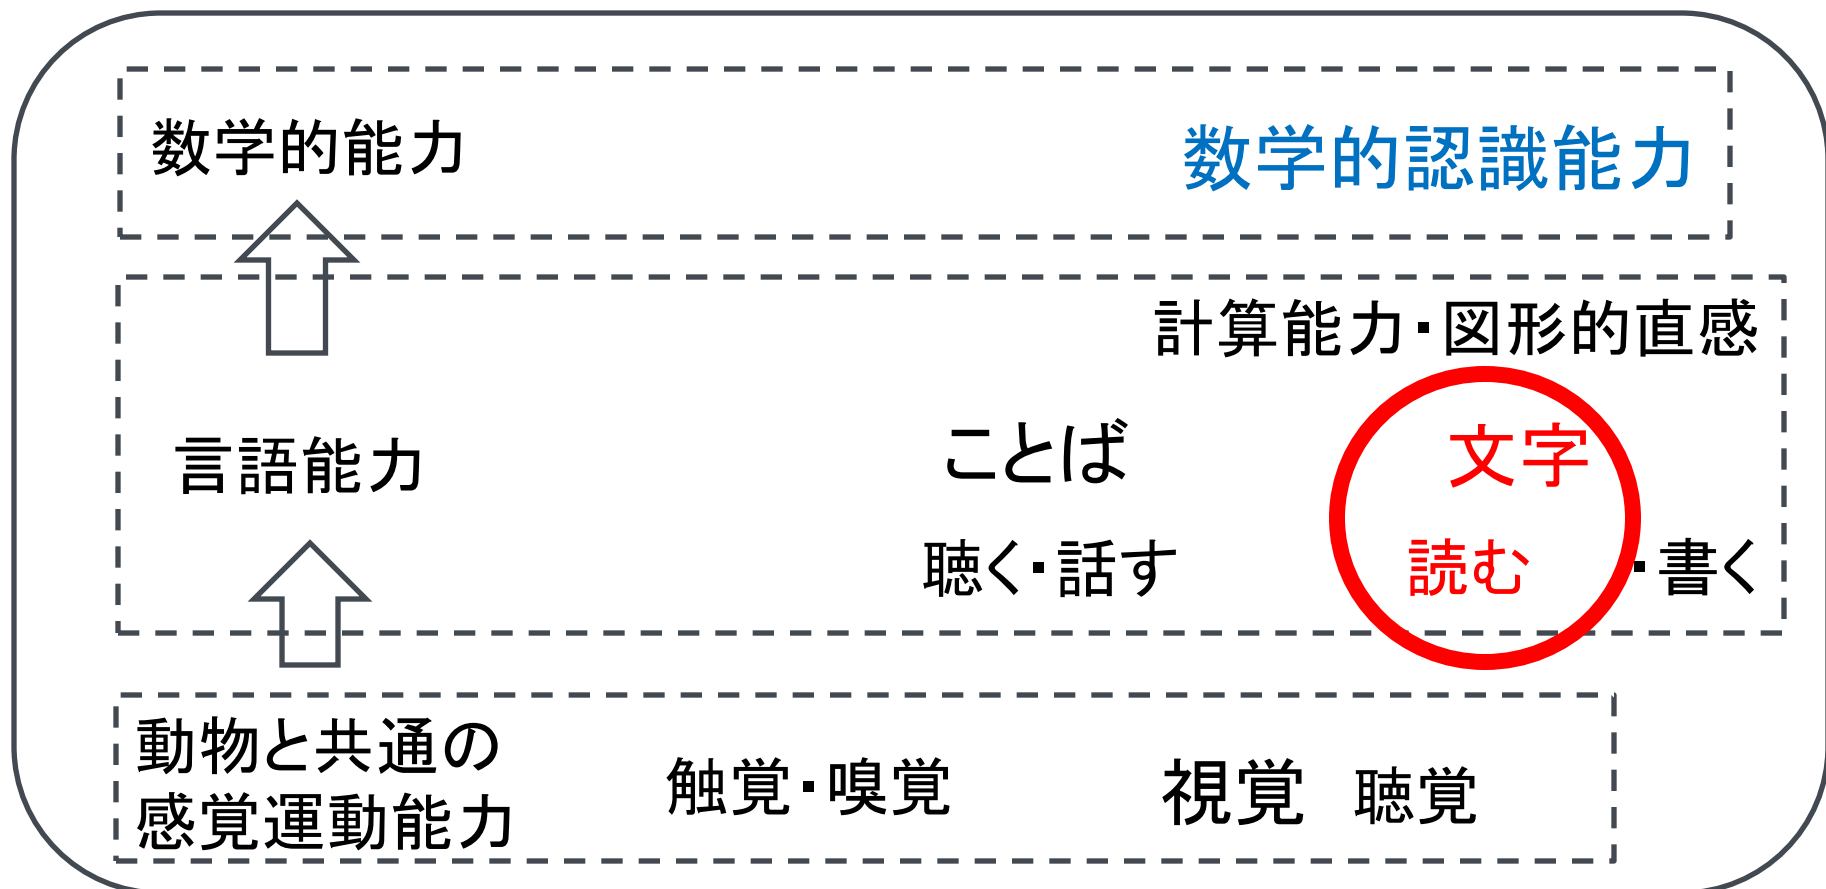 数学的能力
数学的認識能力
計算能力・図形的直感
言語能力
ことば
文字
聴く・話す
読む
・書く
動物と共通の
感覚運動能力
触覚・嗅覚
視覚
聴覚